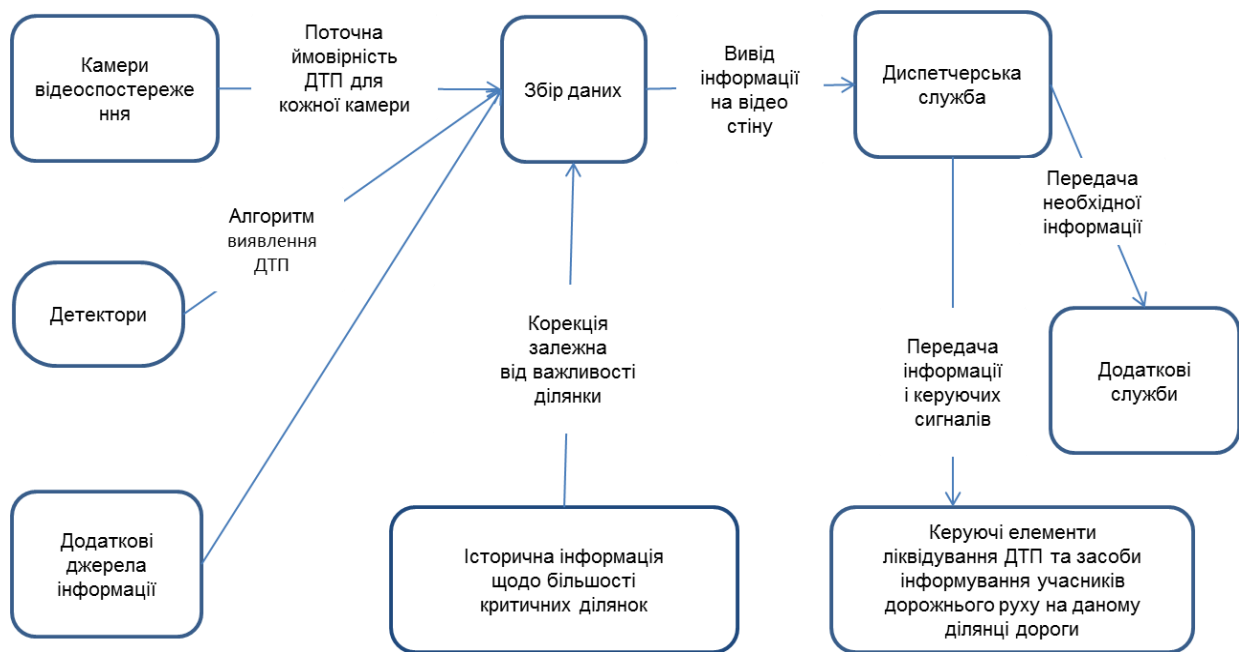 Камери
відеоспостереже
ння
Поточна
ймовірність
ДТП для
кожної камери
Збір даних
Вивід
інформації
на відео
стіну
Диспетчерська
служба
Передача
необхідної
інформації
Алгоритм
виявлення
ДТП
Детектори
Корекція
залежна
від важливості
ділянки
Передача
інформації
і керуючих
сигналів
Додаткові
служби
Додаткові
джерела
інформації
Історична інформація
щодо більшості
критичних ділянок
Керуючі елементи
ліквідування ДТП та засоби
інформування учасників
дорожнього руху на даному
ділянці дороги